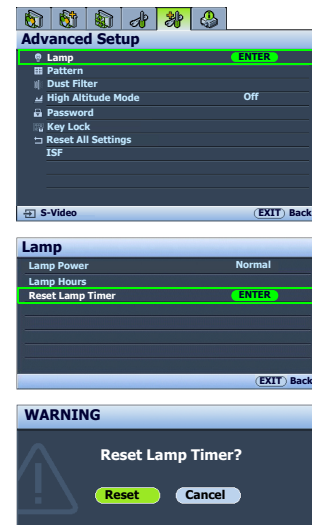 Advanced Setup
Lamp ENTER
Pattern
Dust Filter
High Altitude Mode Off
Password
Key Lock
Reset All Settings
ISF
S-Video EXIT Back
Lamp
Lamp Power Normal
Lamp Hours
Reset Lamp Timer ENTER
EXIT Back
WARNING
Reset Lamp Timer?
Reset Cancel